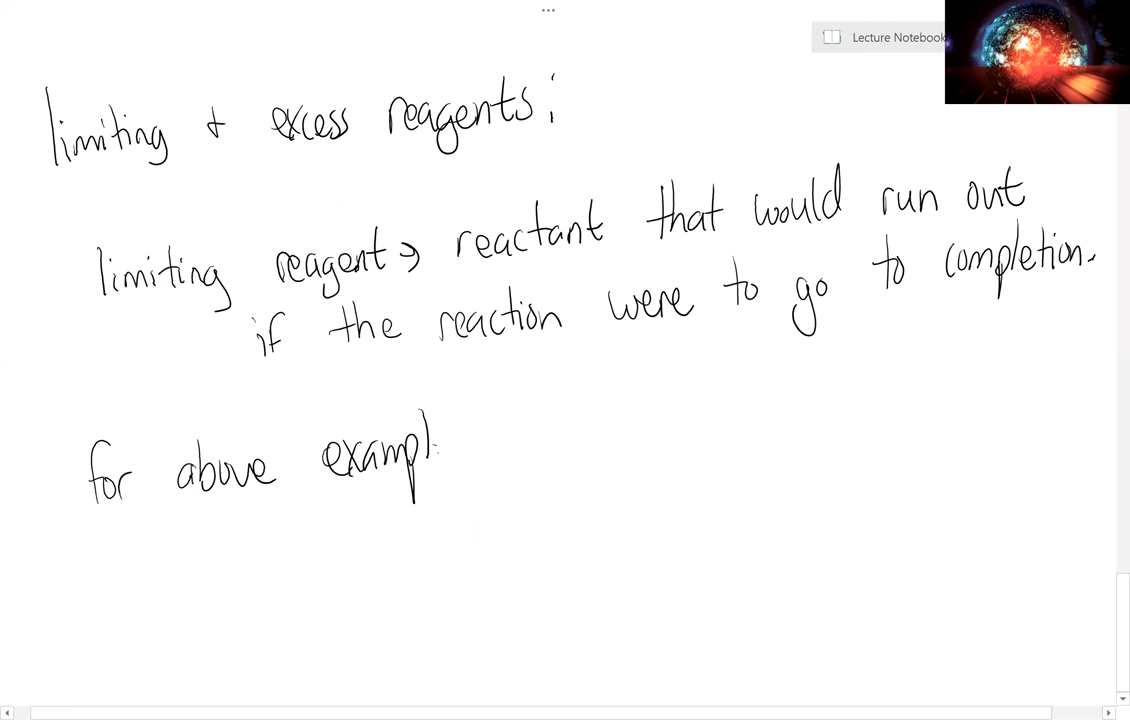 Lecture Notebook
limiting + excess reagents:
limiting reagent → reactant that would run out
if the reaction were to go to completion.
for above exampl